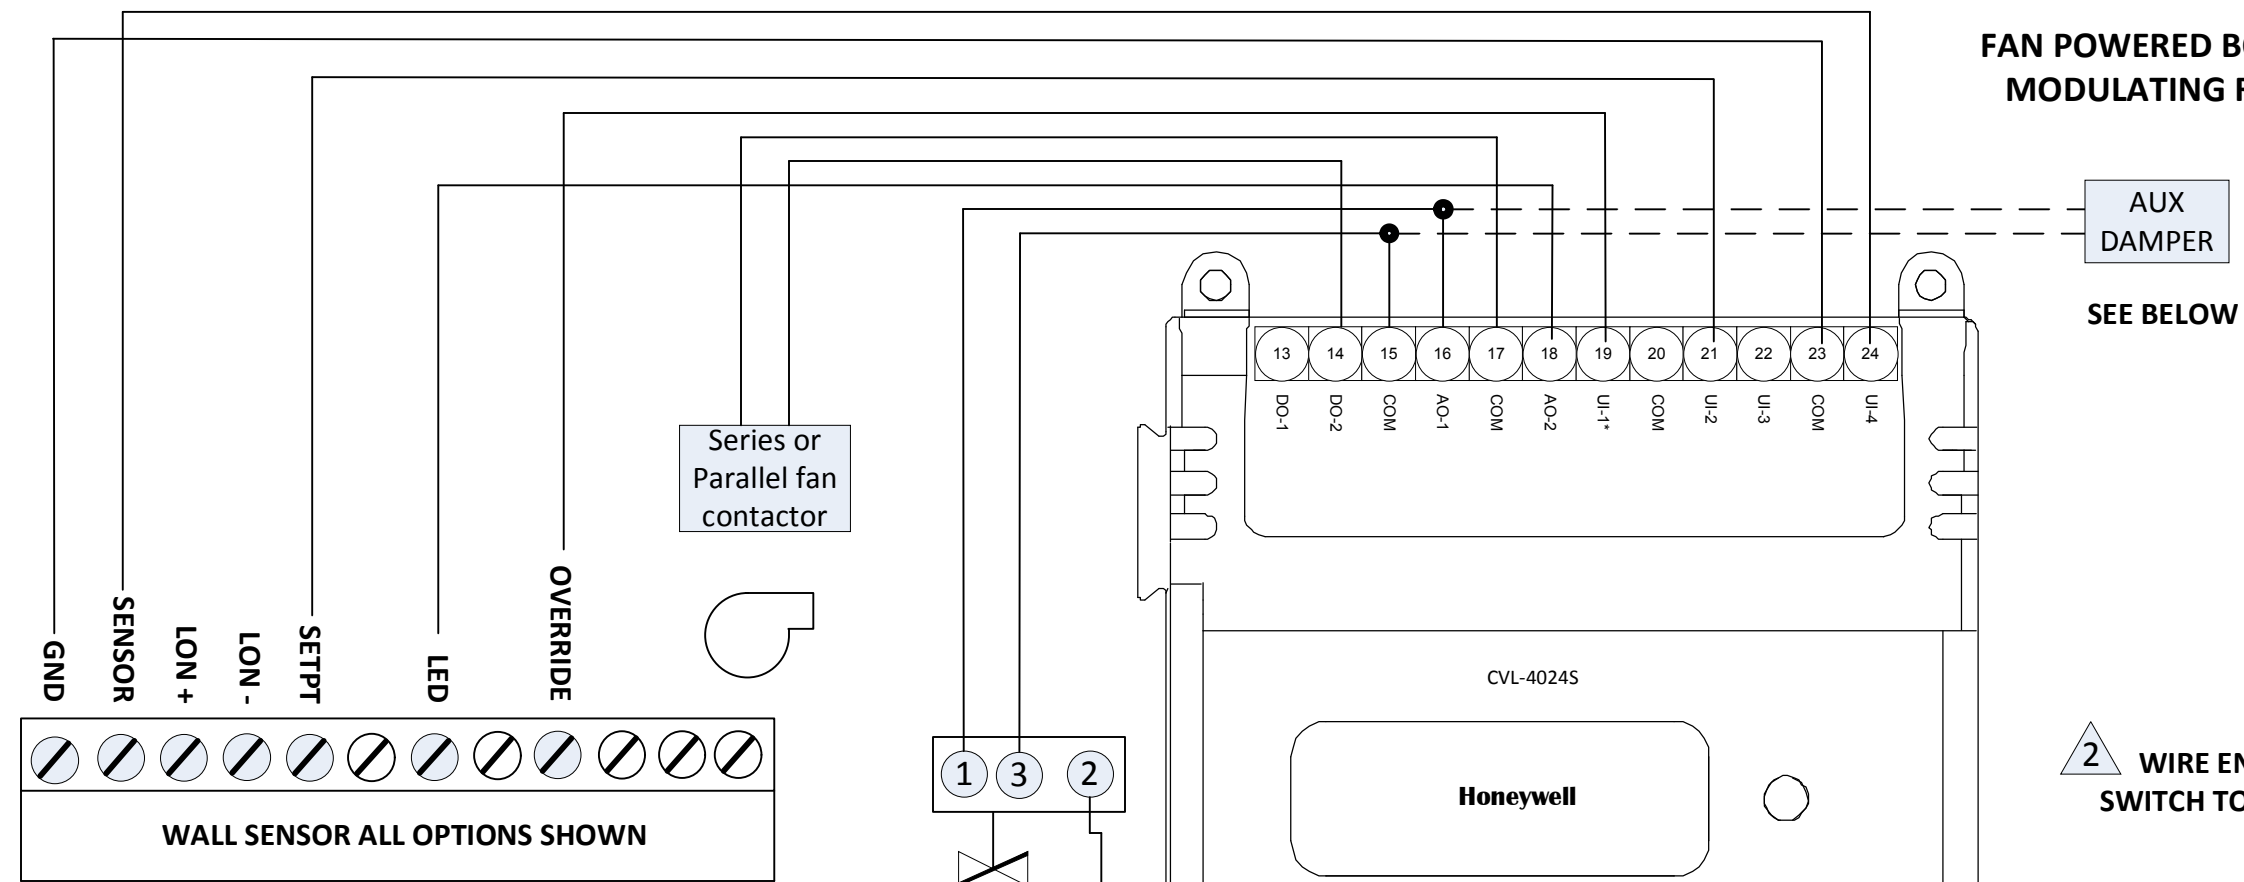 FAN POWERED BO
MODULATING R
AUX
DAMPER
SEE BELOW
13 14 15 16 17 18 19 20 21 22 23 24
DO-1 DO-2 COM AO-1 COM AO-2 UI-1* COM UI-2 UI-3 COM UI-4
Series or
Parallel fan
contactor
GND SENSOR LON + LON - SETPT LED OVERRIDE
CVL-4024S
1 3 2
Honeywell
2 WIRE EN
SWITCH TO
WALL SENSOR ALL OPTIONS SHOWN